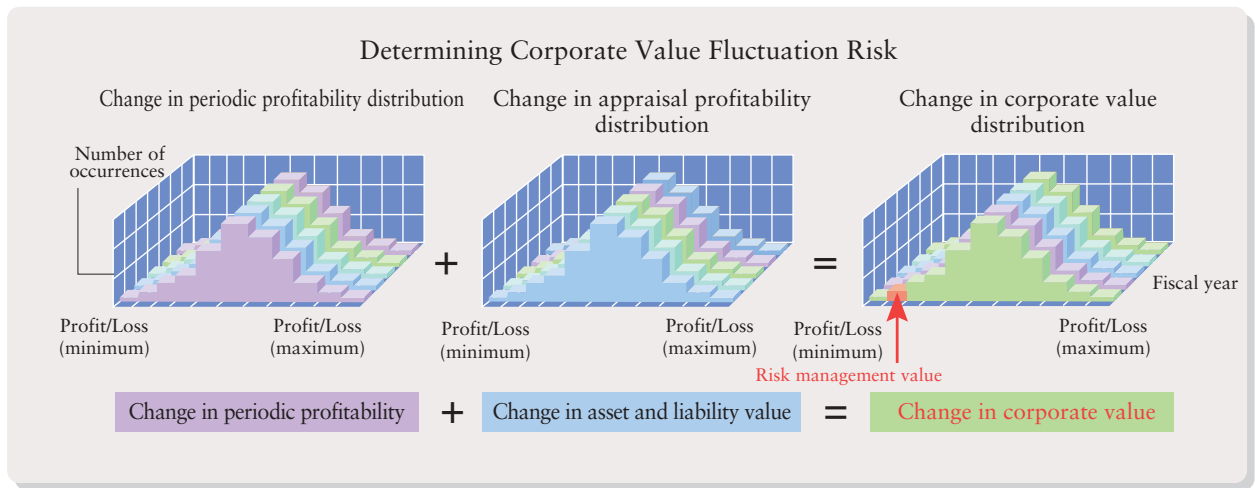 Determining Corporate Value Fluctuation Risk
Change in periodic profitability distribution
Change in appraisal profitability
distribution
Change in corporate value
distribution
Number of
occurrences
+
=
Fiscal year
Profit/Loss
(minimum)
Profit/Loss
(maximum)
Profit/Loss
(minimum)
Profit/Loss
(maximum)
Profit/Loss
(minimum)
Profit/Loss
(maximum)
Risk management value
Change in periodic profitability + Change in asset and liability value = Change in corporate value